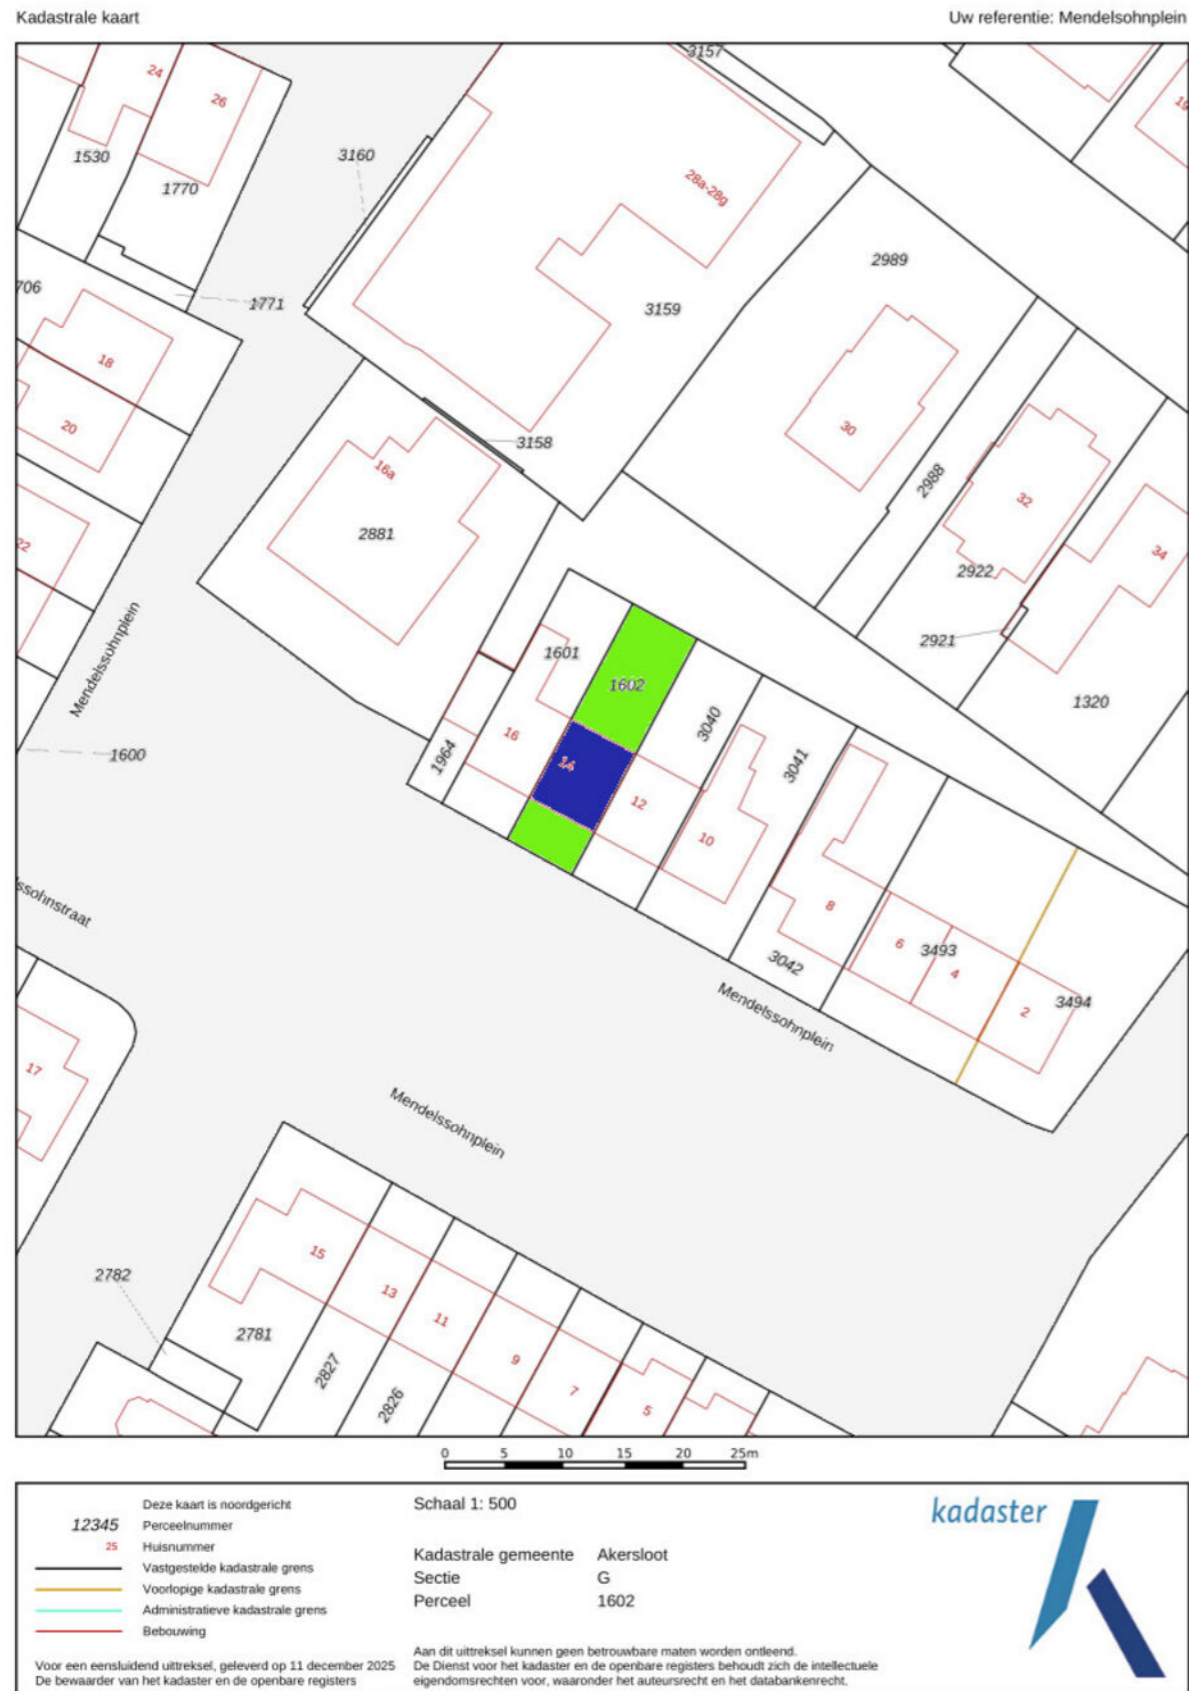 Kadastrale kaart
Uw referentie: Mendelsohnplein
3157
24
26
19
1530
3160
1770
28a-28g
2989
706
1771
3159
18
20
30
3158
16a
2988
32
2881
22
34
2922
2921
1601
Mendelssohnplein
1602
1320
3040
16
1600
1964
14
3041
12
10
ssohnstraat
8
6
3493
4
3042
3494
2
Mendelssohnplein
17
Mendelssohnplein
15
2782
13
11
2781
9
2827
7
2826
5
0 5 10 15 20 25m
Deze kaart is noordgericht
12345 Perceelnummer
25 Huisnummer
Vastgestelde kadastrale grens
Voorlopige kadastrale grens
Administratieve kadastrale grens
Bebouwing
Voor een eensluidend uittreksel, geleverd op 11 december 2025
De bewaarder van het kadaster en de openbare registers
Schaal 1: 500
Kadastrale gemeente Akersloot
Sectie G
Perceel 1602
Aan dit uittreksel kunnen geen betrouwbare maten worden ontleend.
De Dienst voor het kadaster en de openbare registers behoudt zich de intellectuele
eigendomsrechten voor, waaronder het auteursrecht en het databankenrecht.
kadaster